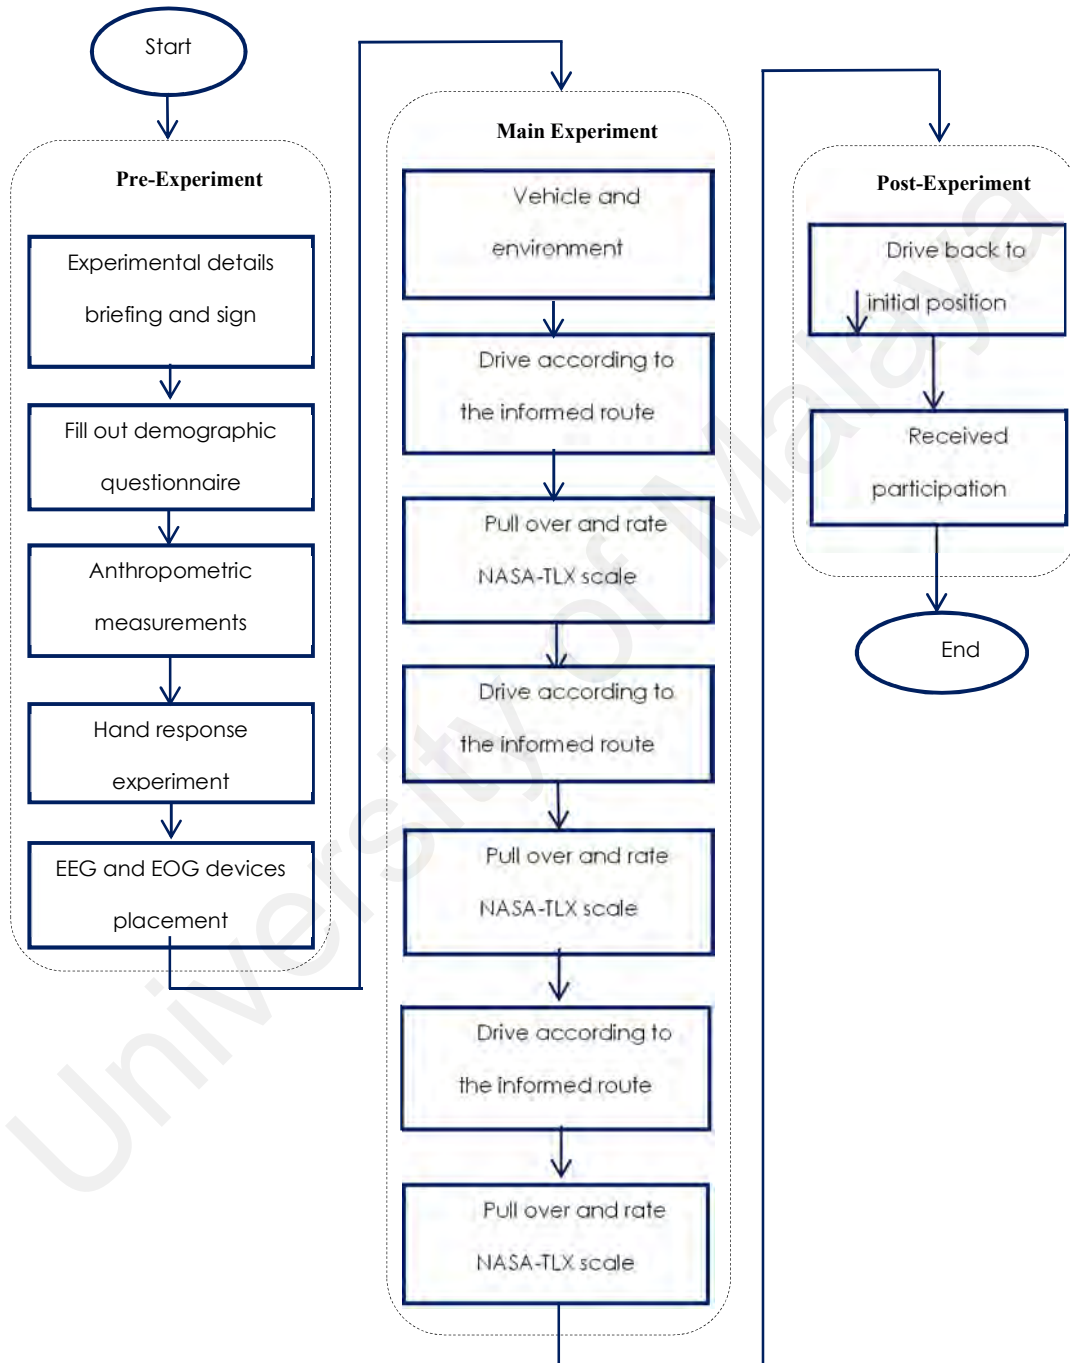 Start
Pre-Experiment
Experimental details
briefing and sign
Fill out demographic
questionnaire
Anthropometric
measurements
Hand response
experiment
EEG and EOG devices
placement
Main Experiment
Vehicle and
environment
Drive according to
the informed route
Pull over and rate
NASA-TLX scale
Drive according to
the informed route
Pull over and rate
NASA-TLX scale
Drive according to
the informed route
Pull over and rate
NASA-TLX scale
Post-Experiment
Drive back to
initial position
Received
participation
End
University of Malaya